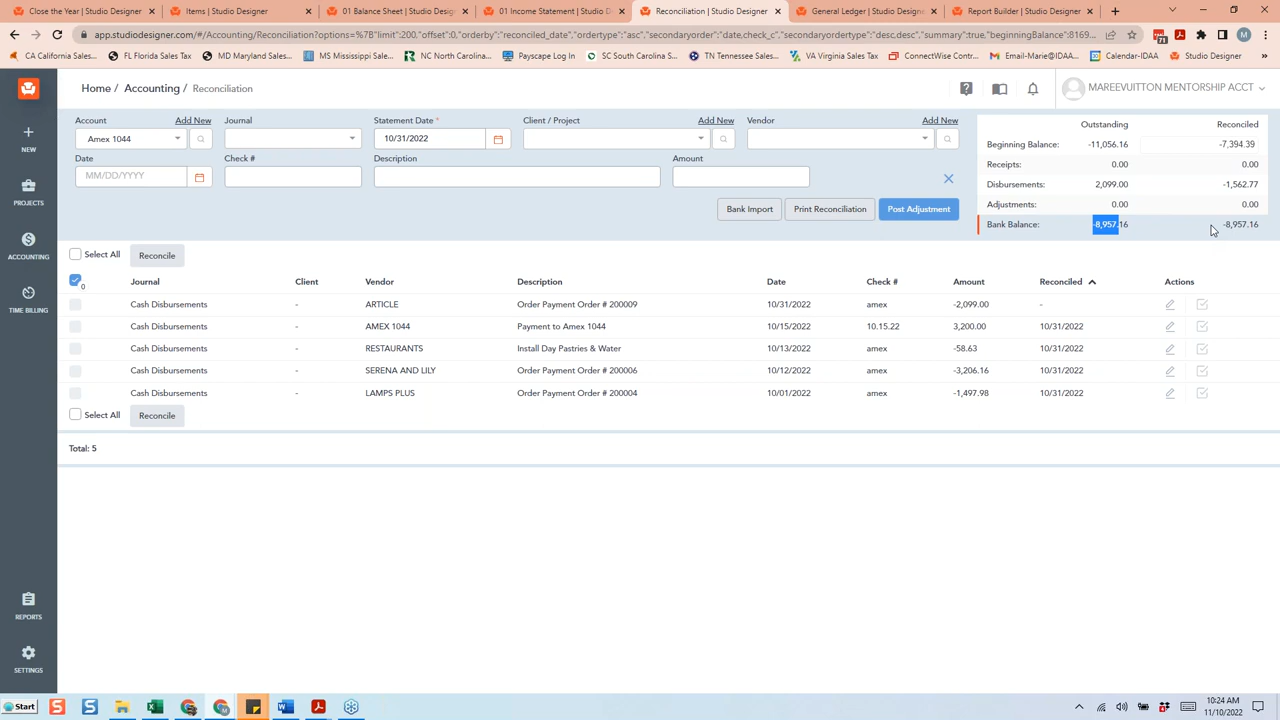 Close the Year | Studio Designer
Items | Studio Designer
01 Balance Sheet | Studio Desig
01 Income Statement | Studio D
Reconciliation | Studio Designer
General Ledger | Studio Designer
Report Builder | Studio Designer
app.studiodesigner.com/#/Accounting/Reconciliation?options=%7B"limit":200,"offset":0,"orderby":"reconciled_date","ordertype":"asc","secondaryorder":"date,check_c","secondaryordertype":"desc,desc","summary":true,"beginningBalance":8169...
CA California Sales...
FL Florida Sales Tax
MD Maryland Sales...
MS Mississippi Sale...
NC North Carolina...
Payscape Log In
SC South Carolina S...
TN Tennessee Sales...
VA Virginia Sales Tax
ConnectWise Contr...
Email-Marie@IDAA...
Calendar-IDAA
Studio Designer
Home / Accounting / Reconciliation
MAREEVUITTON MENTORSHIP ACCT
NEW
PROJECTS
ACCOUNTING
TIME BILLING
REPORTS
SETTINGS
Account Add New Journal Statement Date * Client / Project Add New Vendor Add New
Amex 1044 10/31/2022
Date Check # Description Amount
MM/DD/YYYY
Bank Import Print Reconciliation Post Adjustment
Outstanding Reconciled
Beginning Balance: -11,056.16 -7,394.39
Receipts: 0.00 0.00
Disbursements: 2,099.00 -1,562.77
Adjustments: 0.00 0.00
Bank Balance: -8,957.16 -8,957.16
Select All Reconcile
0 Journal Client Vendor Description Date Check # Amount Reconciled Actions
Cash Disbursements - ARTICLE Order Payment Order # 200009 10/31/2022 amex -2,099.00 -
Cash Disbursements - AMEX 1044 Payment to Amex 1044 10/15/2022 10.15.22 3,200.00 10/31/2022
Cash Disbursements - RESTAURANTS Install Day Pastries & Water 10/13/2022 amex -58.63 10/31/2022
Cash Disbursements - SERENA AND LILY Order Payment Order # 200006 10/12/2022 amex -3,206.16 10/31/2022
Cash Disbursements - LAMPS PLUS Order Payment Order # 200004 10/01/2022 amex -1,497.98 10/31/2022
Select All Reconcile
Total: 5
Start
10:24 AM
11/10/2022